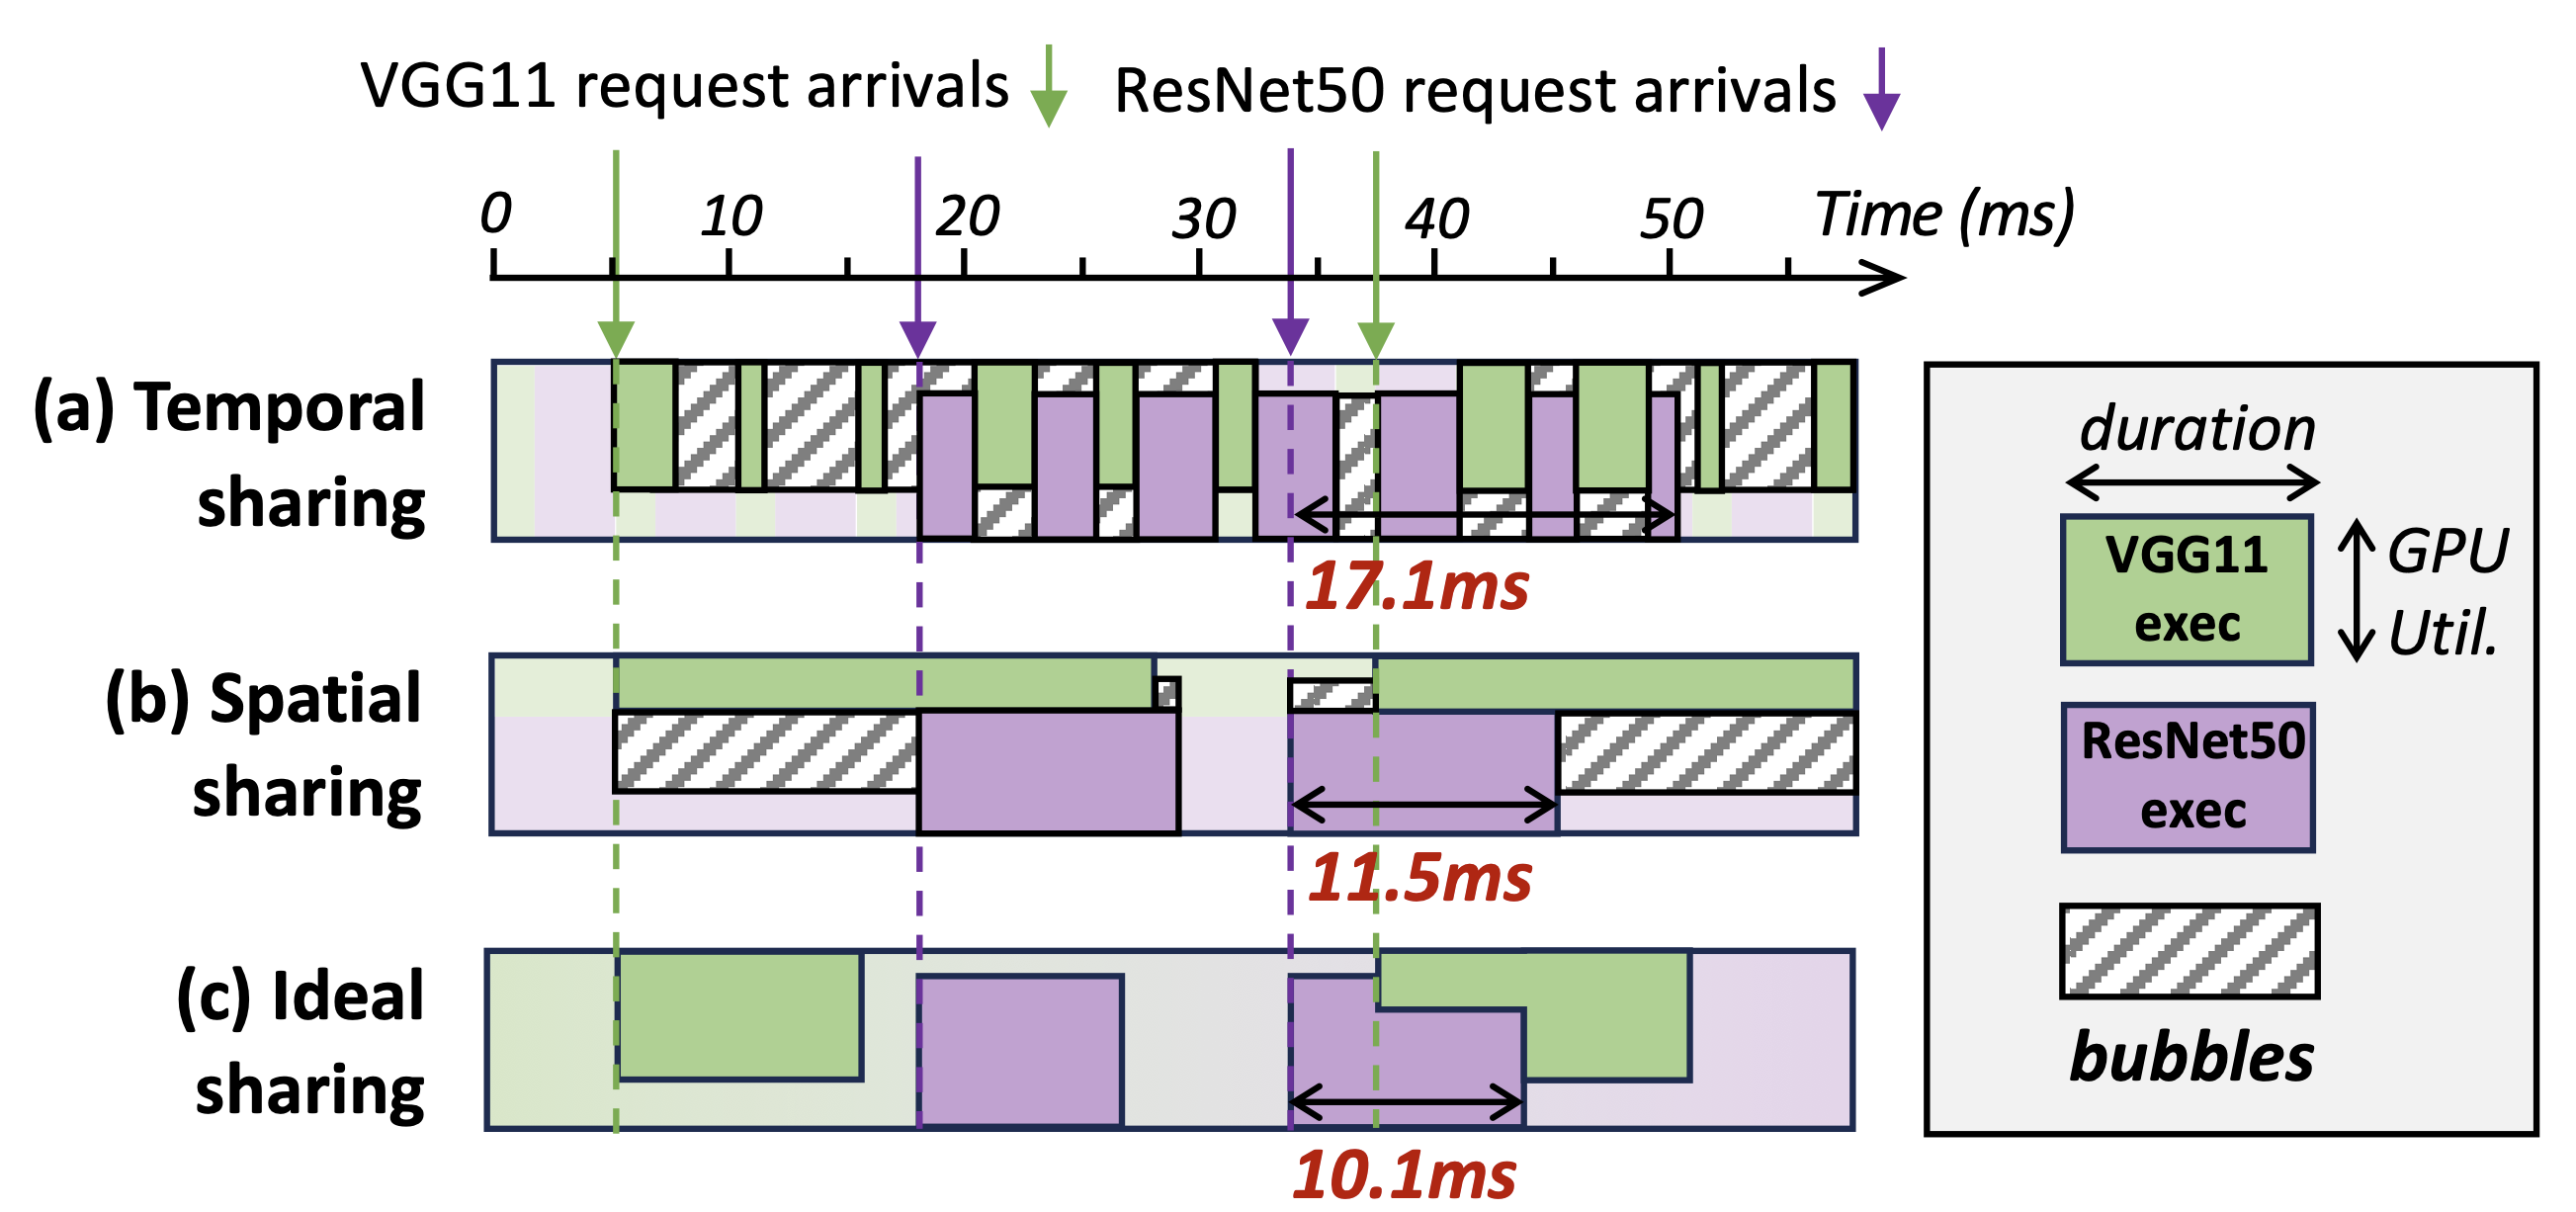 VGG11 request arrivals
ResNet50 request arrivals
0 10 20 30 40 50 Time (ms)
(a) Temporal
sharing
17.1ms
(b) Spatial
sharing
11.5ms
(c) Ideal
sharing
10.1ms
duration
VGG11
exec
GPU
Util.
ResNet50
exec
bubbles